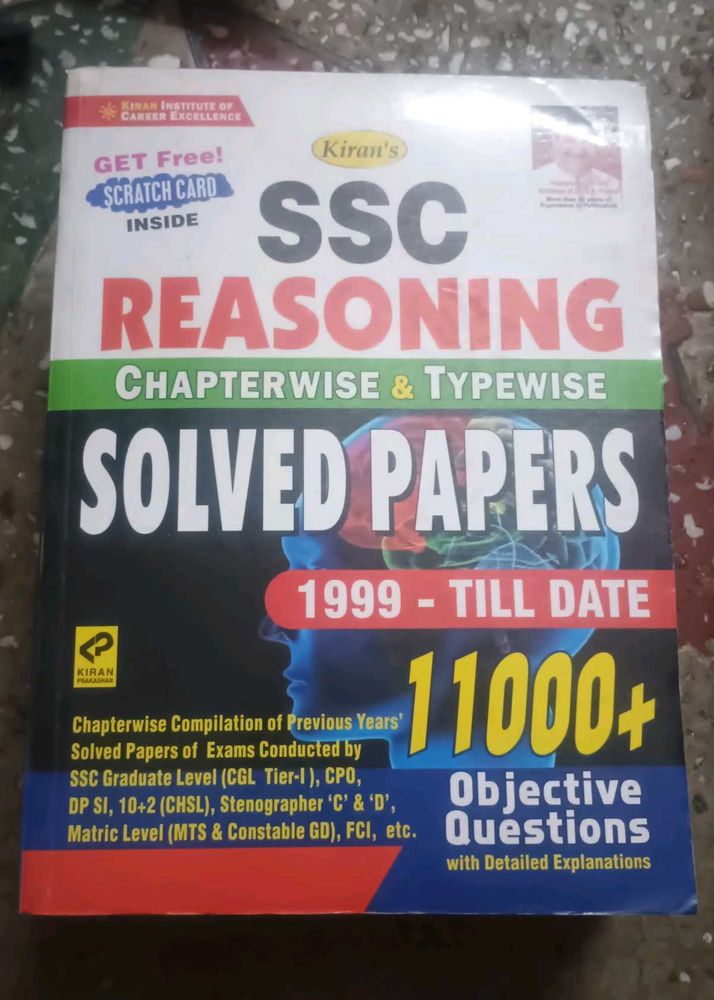 KIRAN INSTITUTE OF
CAREER EXCELLENCE
GET Free!
SCRATCH CARD
INSIDE
Kiran's
SSC
REASONING
CHAPTERWISE & TYPEWISE
SOLVED PAPERS
1999 - TILL DATE
KIRAN
PRAKASHAN
11000+
Chapterwise Compilation of Previous Years'
Solved Papers of Exams Conducted by
SSC Graduate Level (CGL Tier-I ), CPO,
DP SI, 10+2 (CHSL), Stenographer 'C' & 'D',
Matric Level (MTS & Constable GD), FCI, etc.
Objective
Questions
with Detailed Explanations